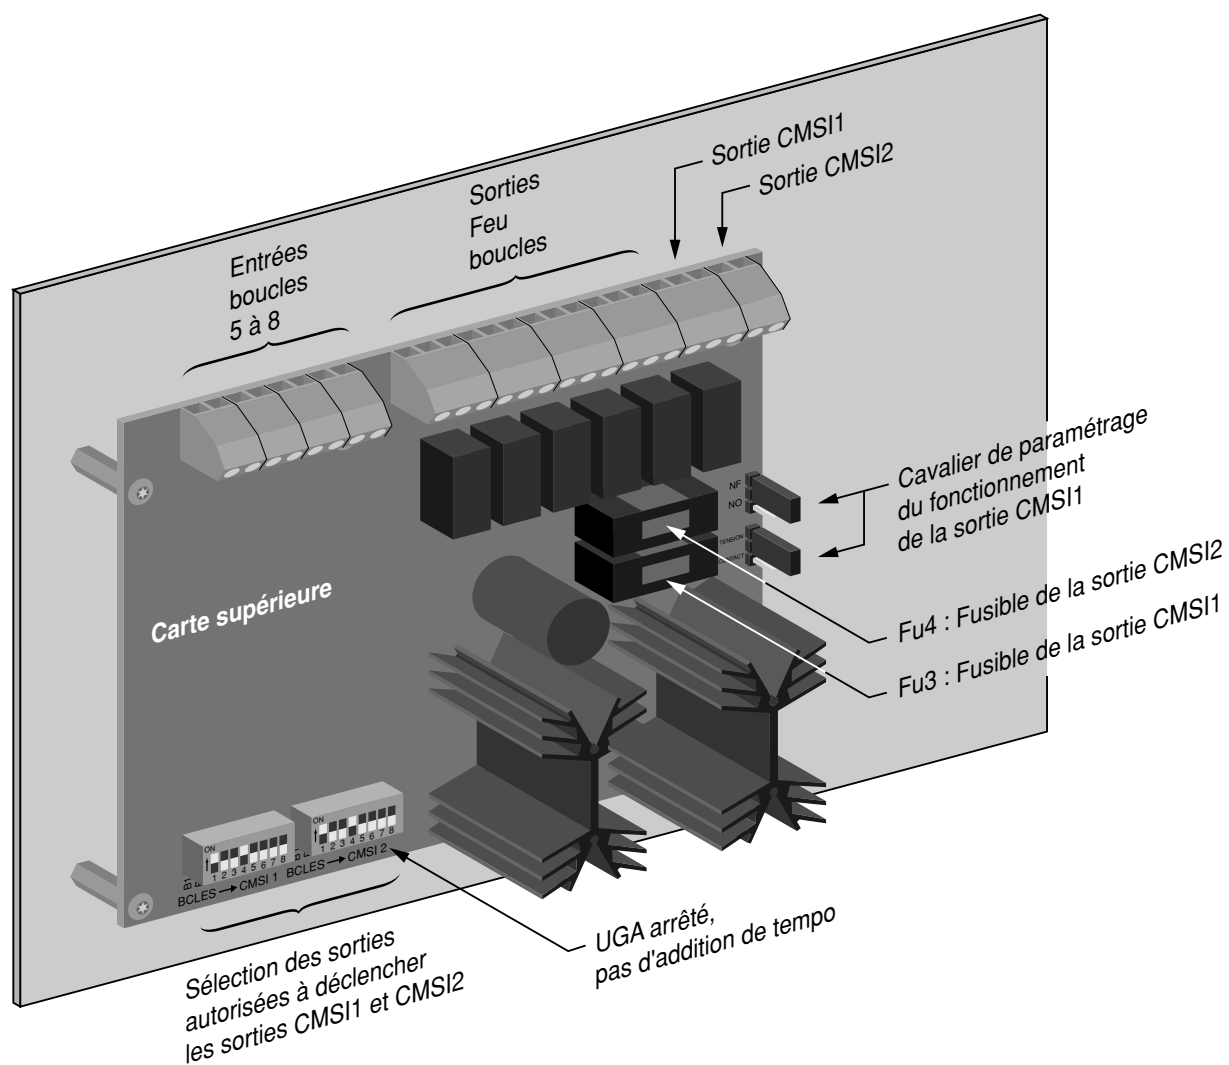 Sortie CMSI1
Sortie CMSI2
Sorties
Feu
boucles
Entrées
boucles
5 à 8
Cavalier de paramétrage
du fonctionnement
de la sortie CMSI1
NF
NO
TENSION
Carte supérieure
Fu4 : Fusible de la sortie CMSI2
Fu3 : Fusible de la sortie CMSI1
ON
1 2 3 4 5 6 7 8
ON
1 2 3 4 5 6 7 8
B1
BCLES → CMSI 1
BCLES → CMSI 2
UGA arrêté,
pas d'addition de tempo
Sélection des sorties
autorisées à déclencher
les sorties CMSI1 et CMSI2